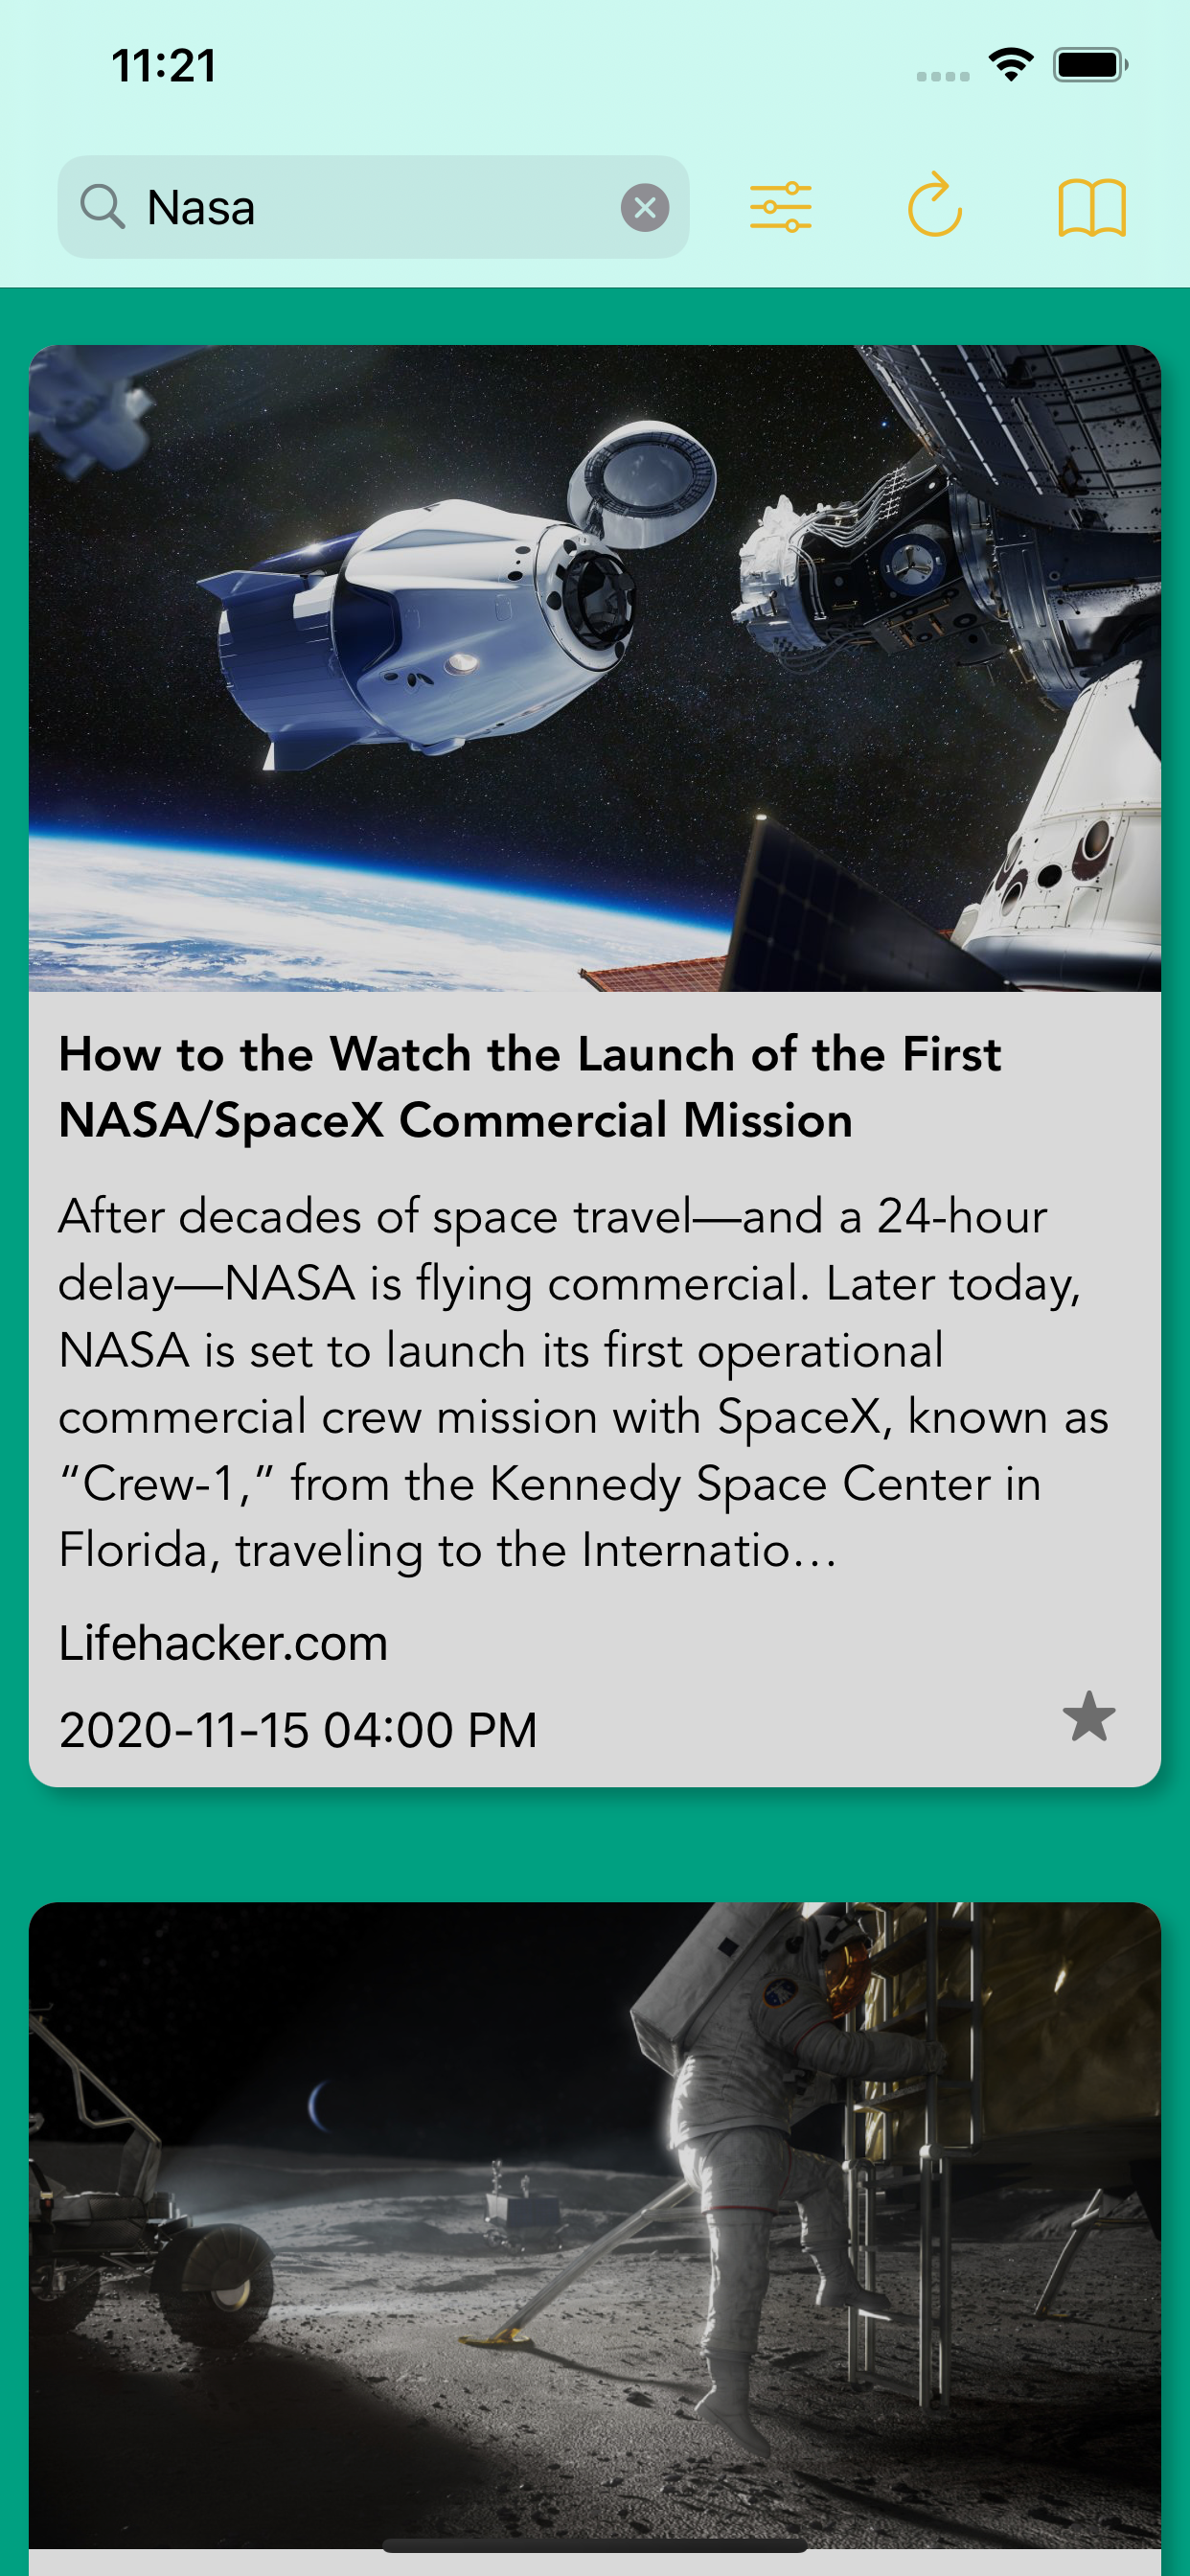 11:21
Nasa
How to the Watch the Launch of the First
NASA/SpaceX Commercial Mission
After decades of space travel—and a 24-hour
delay—NASA is flying commercial. Later today,
NASA is set to launch its first operational
commercial crew mission with SpaceX, known as
“Crew-1,” from the Kennedy Space Center in
Florida, traveling to the Internatio…
Lifehacker.com
2020-11-15 04:00 PM